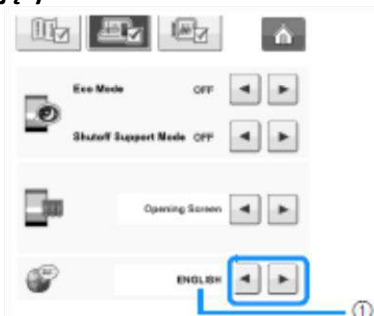 Eco Mode OFF
Shutoff Support Mode OFF
Opening Screen
ENGLISH
①